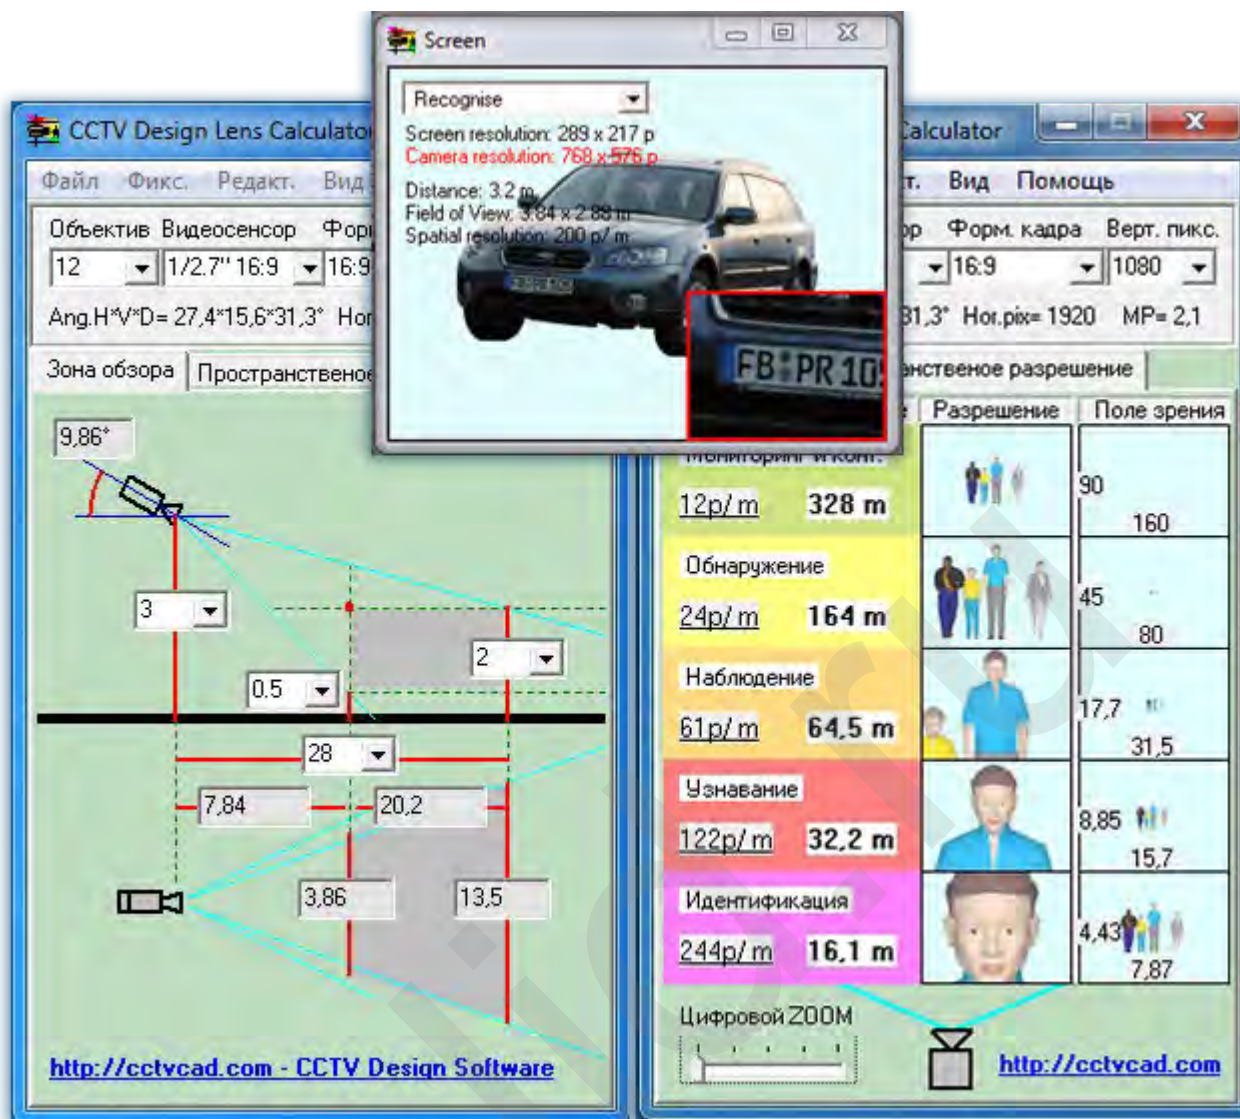 Screen
Recognise
Screen resolution: 289 x 217 p
Camera resolution: 768 x 576 p
Distance: 3.2 m
Field of View: 3.84 x 2.88 m
Spatial resolution: 200 p/ m
FB PR 10
CCTV Design Lens Calculator
Файл Фикс. Редакт. Вид
Объектив Видеосенсор
12 1/2.7" 16:9 16:9
Ang.H*V*D= 27,4*15,6*31,3°
Зона обзора Пространственое
9,86°
3
2
0.5
28
7,84 20,2
3,86 13,5
http://cctvcad.com - CCTV Design Software
Calculator
Вид Помощь
Форм. кадра Верт. пикс.
16:9 1080
31,3° Hor.pix= 1920 MP= 2,1
разрешение
Разрешение Поле зрения
Мониторинг и конт.
12p/ m 328 m
90
160
Обнаружение
24p/ m 164 m
45
80
Наблюдение
61p/ m 64,5 m
17,7
31,5
Узнавание
122p/ m 32,2 m
8,85
15,7
Идентификация
244p/ m 16,1 m
4,43
7,87
Цифровой ZOOM
http://cctvcad.com